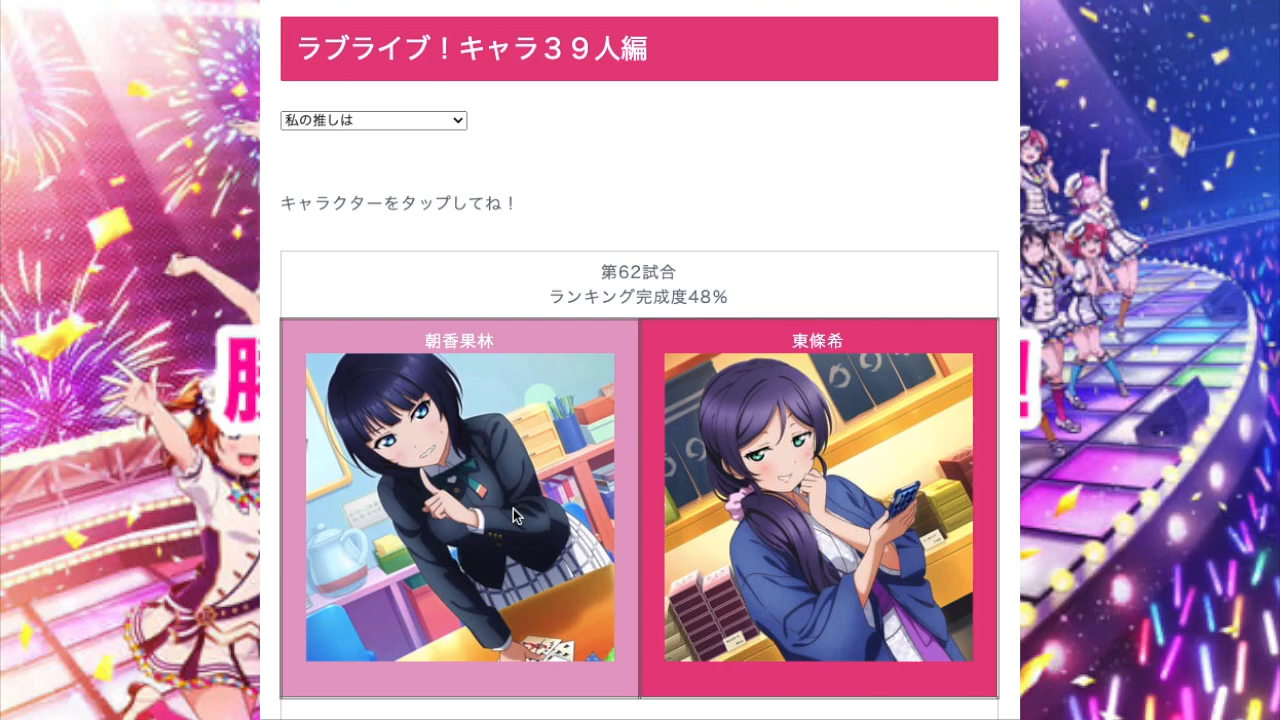 ラブライブ！キャラ３９人編
私の推しは
キャラクターをタップしてね！
第62試合
ランキング完成度48%
朝香果林
東條希